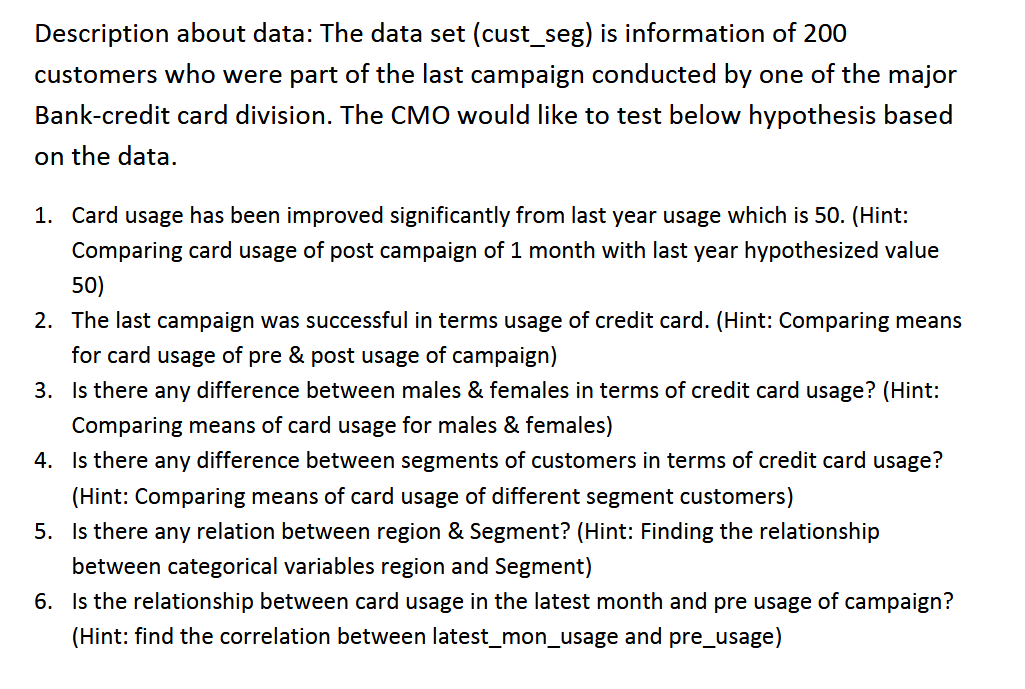 Description about data: The data set (cust_seg) is information of 200
customers who were part of the last campaign conducted by one of the major
Bank-credit card division. The CMO would like to test below hypothesis based
on the data.
1. Card usage has been improved significantly from last year usage which is 50. (Hint:
Comparing card usage of post campaign of 1 month with last year hypothesized value
50)
2. The last campaign was successful in terms usage of credit card. (Hint: Comparing means
for card usage of pre & post usage of campaign)
3. Is there any difference between males & females in terms of credit card usage? (Hint:
Comparing means of card usage for males & females)
4. Is there any difference between segments of customers in terms of credit card usage?
(Hint: Comparing means of card usage of different segment customers)
5. Is there any relation between region & Segment? (Hint: Finding the relationship
between categorical variables region and Segment)
6. Is the relationship between card usage in the latest month and pre usage of campaign?
(Hint: find the correlation between latest_mon_usage and pre_usage)